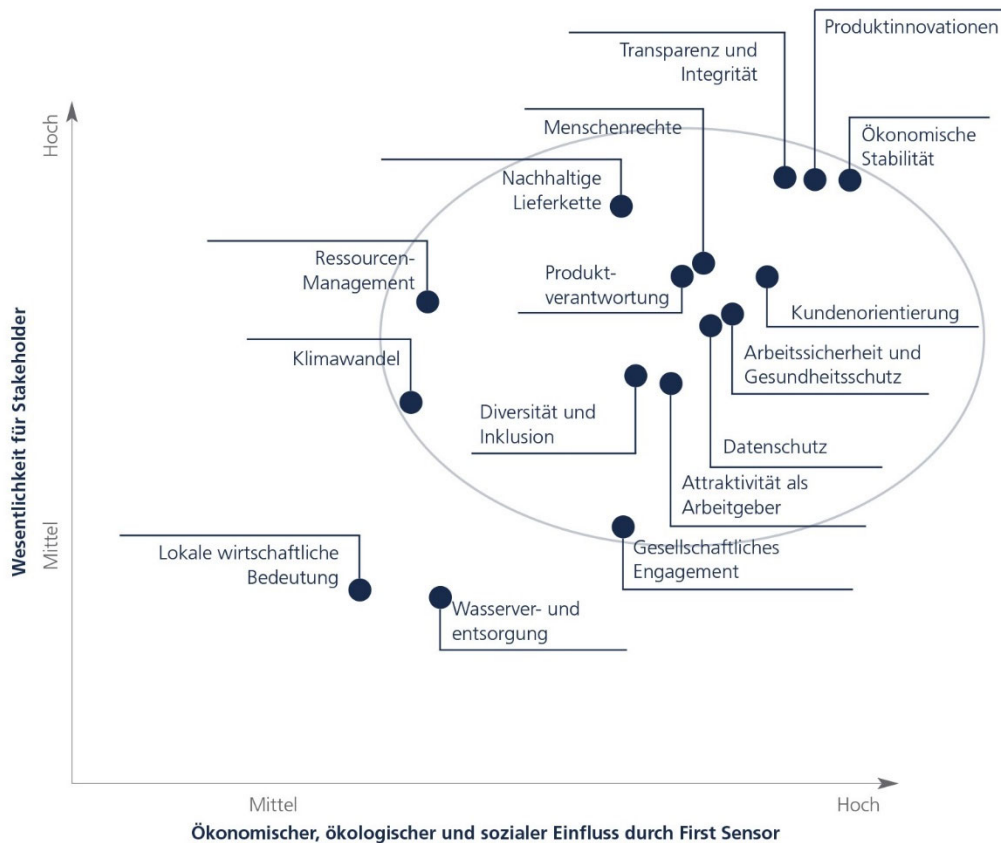 Produktinnovationen
Transparenz und
Integrität
Menschenrechte
Ökonomische
Stabilität
Nachhaltige
Lieferkette
Ressourcen-
Management
Produkt-
verantwortung
Kundenorientierung
Klimawandel
Arbeitssicherheit und
Gesundheitsschutz
Diversität und
Inklusion
Datenschutz
Attraktivität als
Arbeitgeber
Gesellschaftliches
Engagement
Lokale wirtschaftliche
Bedeutung
Wasserver- und
entsorgung
Hoch
Mittel
Wesentlichkeit für Stakeholder
Mittel
Hoch
Ökonomischer, ökologischer und sozialer Einfluss durch First Sensor